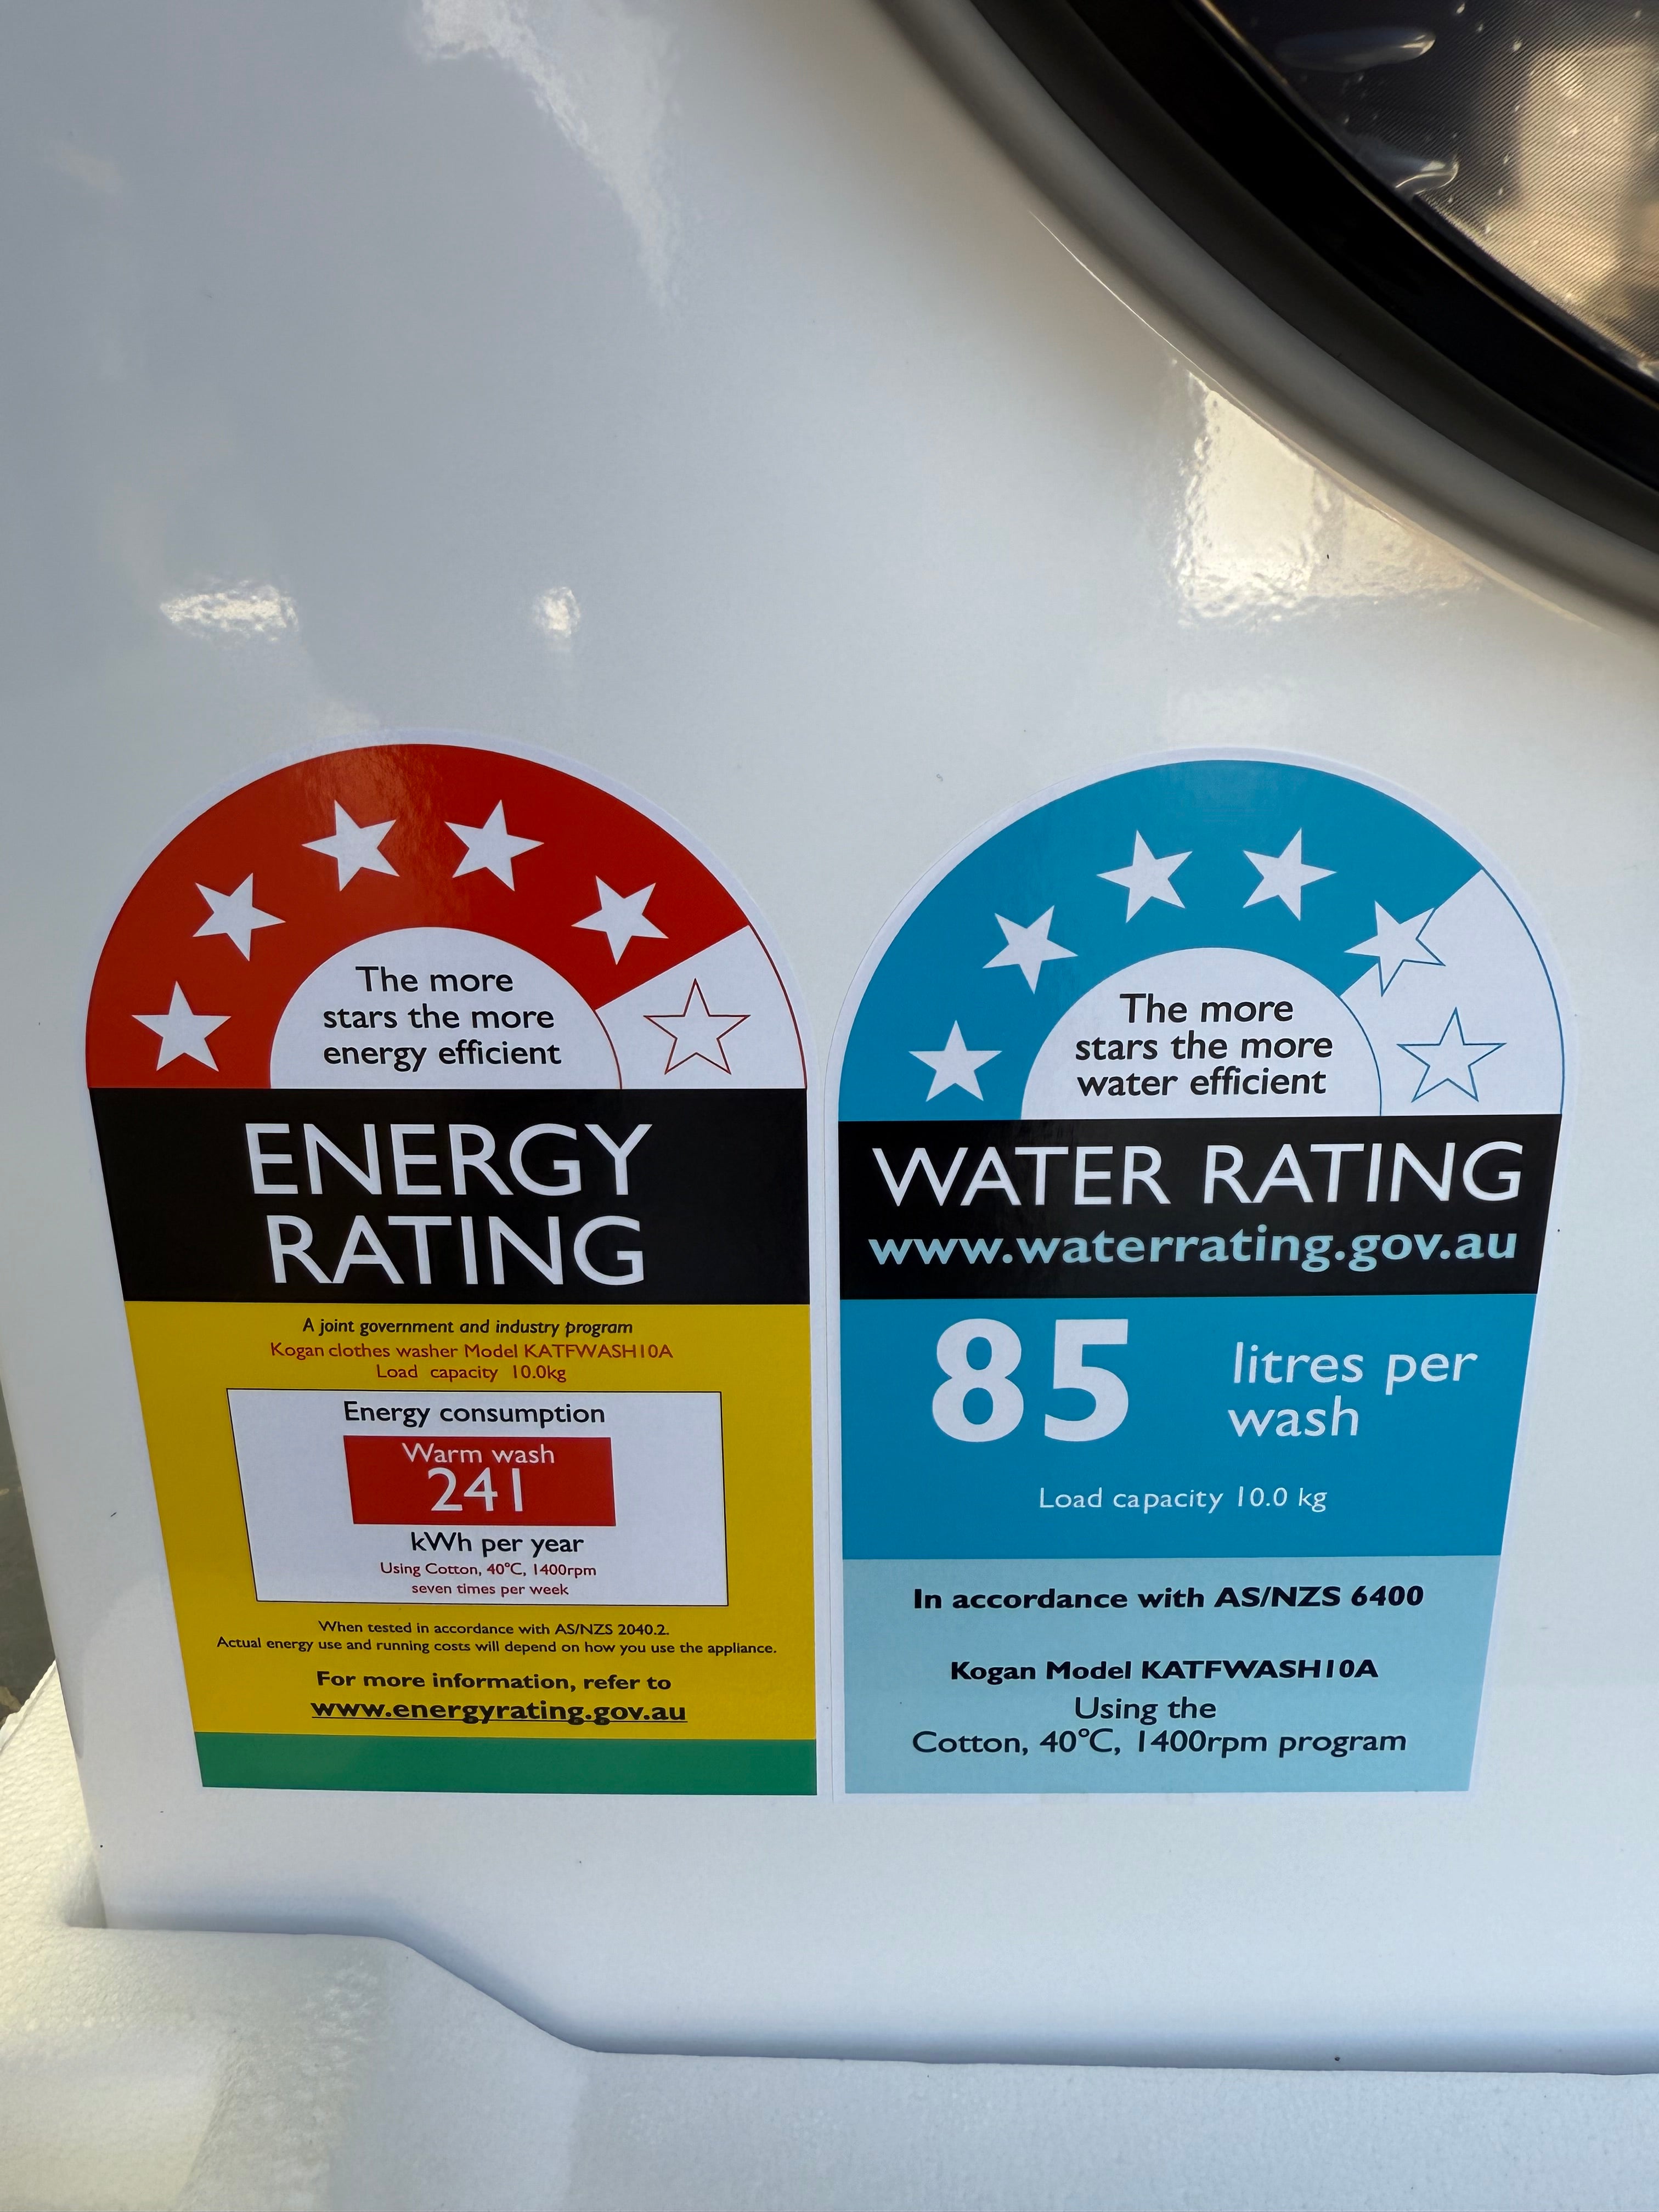 The more
stars the more
energy efficient
ENERGY
RATING
A joint government and industry program
Kogan clothes washer Model KATFWASH10A
Load capacity 10.0kg
Energy consumption
Warm wash
241
kWh per year
Using Cotton, 40°C, 1400rpm
seven times per week
When tested in accordance with AS/NZS 2040.2.
Actual energy use and running costs will depend on how you use the appliance.
For more information, refer to
www.energyrating.gov.au
The more
stars the more
water efficient
WATER RATING
www.waterrating.gov.au
85 litres per
wash
Load capacity 10.0 kg
In accordance with AS/NZS 6400
Kogan Model KATFWASH10A
Using the
Cotton, 40°C, 1400rpm program